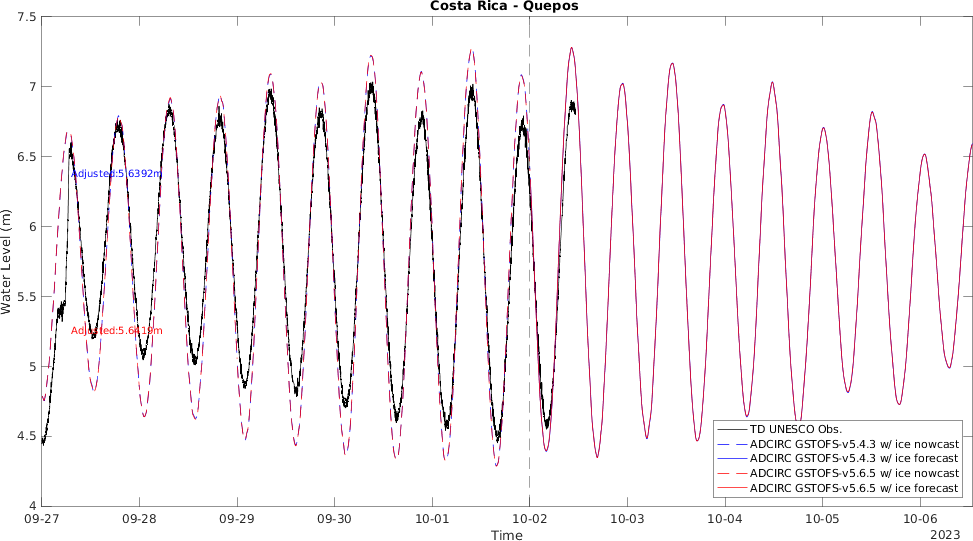 Costa Rica - Quepos
7.5
7
6.5
6
5.5
5
4.5
4
Water Level (m)
Adjusted:5.6392m
Adjusted:5.6419m
TD UNESCO Obs.
ADCIRC GSTOFS-v5.4.3 w/ ice nowcast
ADCIRC GSTOFS-v5.4.3 w/ ice forecast
ADCIRC GSTOFS-v5.6.5 w/ ice nowcast
ADCIRC GSTOFS-v5.6.5 w/ ice forecast
09-27 09-28 09-29 09-30 10-01 10-02 10-03 10-04 10-05 10-06
Time
2023